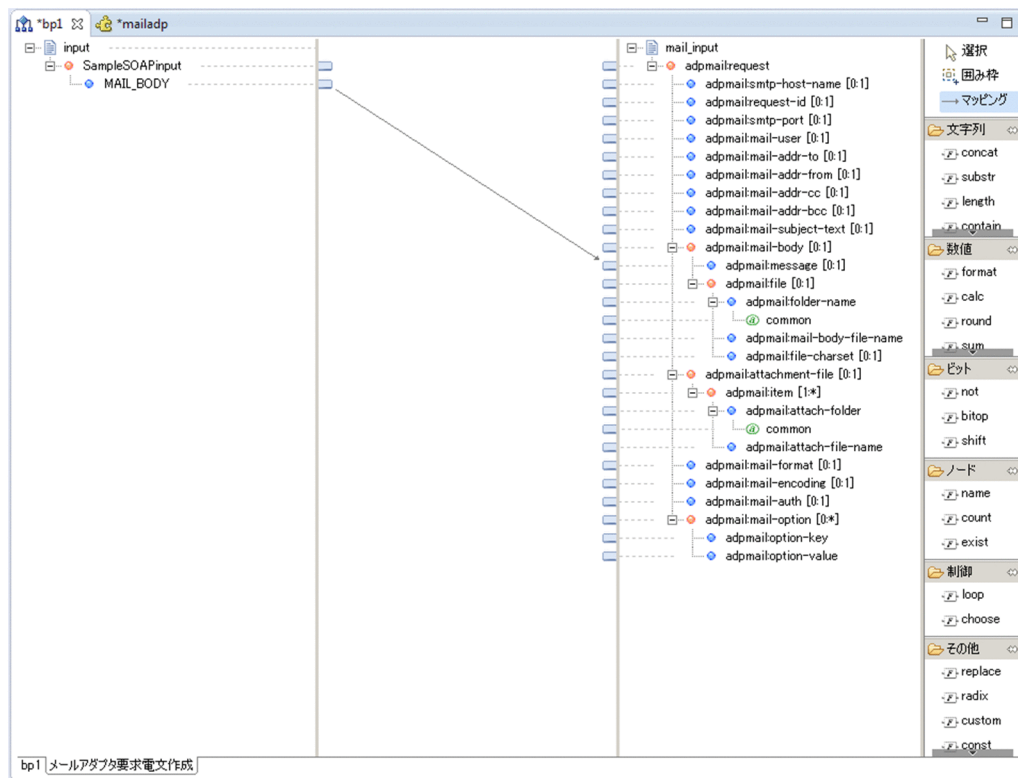 *bp1
*mailadp
input
SampleSOAPinput
MAIL_BODY
mail_input
adpmail:request
adpmail:smtp-host-name [0:1]
adpmail:request-id [0:1]
adpmail:smtp-port [0:1]
adpmail:mail-user [0:1]
adpmail:mail-addr-to [0:1]
adpmail:mail-addr-from [0:1]
adpmail:mail-addr-cc [0:1]
adpmail:mail-addr-bcc [0:1]
adpmail:mail-subject-text [0:1]
adpmail:mail-body [0:1]
adpmail:message [0:1]
adpmail:file [0:1]
adpmail:folder-name
common
adpmail:mail-body-file-name
adpmail:file-charset [0:1]
adpmail:attachment-file [0:1]
adpmail:item [1:*]
adpmail:attach-folder
common
adpmail:attach-file-name
adpmail:mail-format [0:1]
adpmail:mail-encoding [0:1]
adpmail:mail-auth [0:1]
adpmail:mail-option [0:*]
adpmail:option-key
adpmail:option-value
選択
囲み枠
マッピング
文字列
concat
substr
length
contain
数値
format
calc
round
sum
ビット
not
bitop
shift
ノード
name
count
exist
制御
loop
choose
その他
replace
radix
custom
const
bp1
メールアダプタ要求電文作成